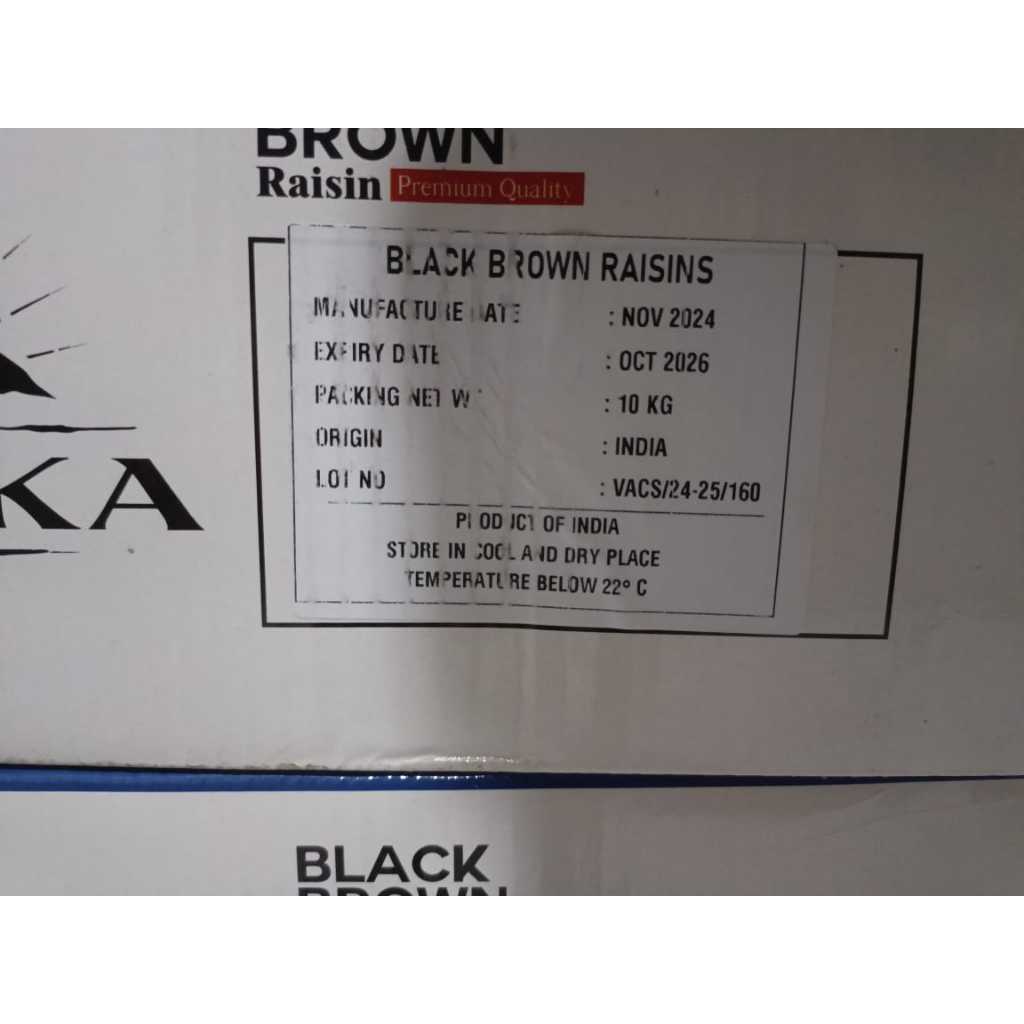 BROWN
Raisin Premium Quality
BLACK BROWN RAISINS
MANUFACTURE DATE : NOV 2024
EXPIRY DATE : OCT 2026
PACKING NET WT : 10 KG
ORIGIN : INDIA
LOT NO : VACS/24-25/160
PRODUCT OF INDIA
STORE IN COOL AND DRY PLACE
TEMPERATURE BELOW 22° C
KA
BLACK
BROWN